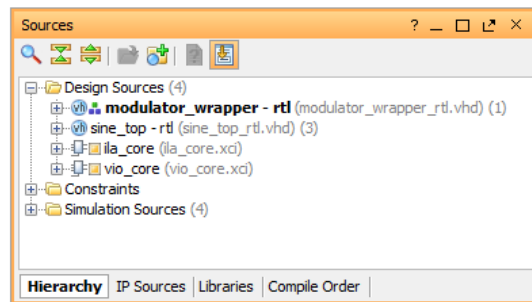 Sources
Design Sources (4)
modulator_wrapper - rtl (modulator_wrapper_rtl.vhd) (1)
sine_top - rtl (sine_top_rtl.vhd) (3)
ila_core (ila_core.xci)
vio_core (vio_core.xci)
Constraints
Simulation Sources (4)
Hierarchy IP Sources Libraries Compile Order